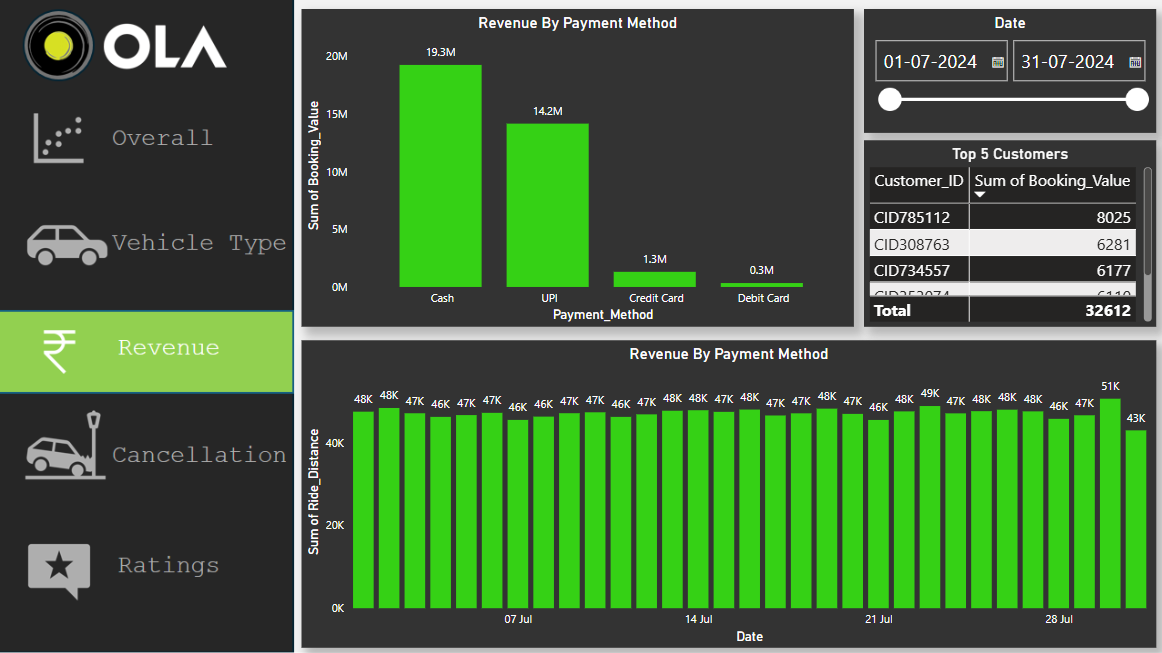 OLA
Overall
Vehicle Type
Revenue
Cancellation
Ratings
Revenue By Payment Method
Sum of Booking_Value
20M
15M
10M
5M
0M
19.3M
14.2M
1.3M
0.3M
Cash UPI Credit Card Debit Card
Payment_Method
Date
01-07-2024 31-07-2024
Top 5 Customers
Customer_ID Sum of Booking_Value
CID785112 8025
CID308763 6281
CID734557 6177
Total 32612
Revenue By Payment Method
Sum of Ride_Distance
40K
20K
0K
48K 48K 47K 46K 47K 47K 46K 46K 47K 47K 46K 47K 48K 48K 47K 48K 47K 47K 48K 47K 46K 48K 49K 47K 48K 48K 48K 46K 47K 51K 43K
07 Jul 14 Jul 21 Jul 28 Jul
Date